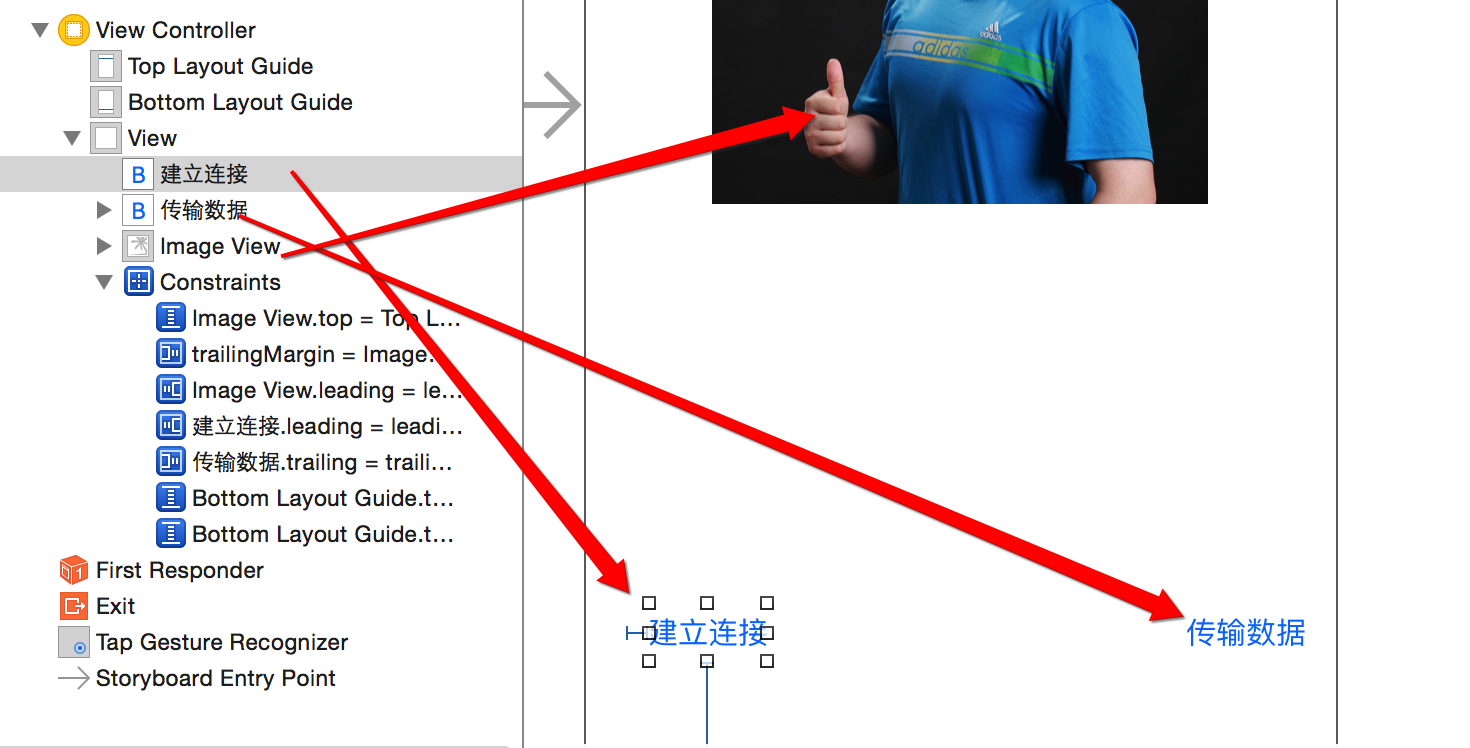 View Controller
Top Layout Guide
Bottom Layout Guide
View
B 建立连接
B 传输数据
Image View
Constraints
Image View.top = Top L...
trailingMargin = Image.
Image View.leading = le...
建立连接.leading = leadi...
传输数据.trailing = traili...
Bottom Layout Guide.t...
Bottom Layout Guide.t...
First Responder
Exit
Tap Gesture Recognizer
Storyboard Entry Point
adidas
adidas
建立连接
传输数据